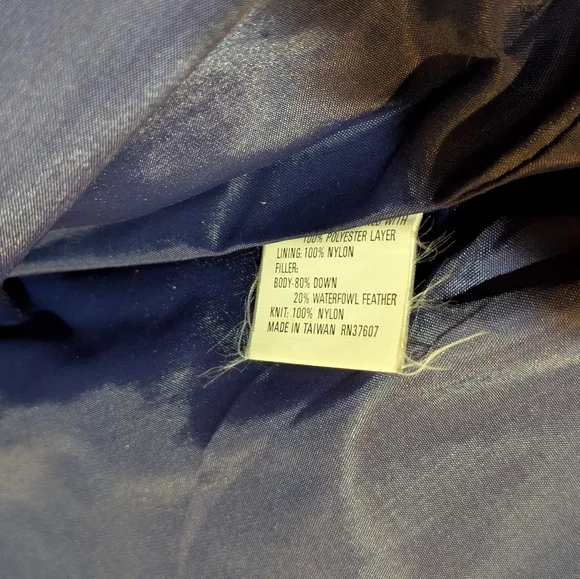 WITH
100% POLYESTER LAYER
LINING: 100% NYLON
FILLER:
BODY-80% DOWN
20% WATERFOWL FEATHER
KNIT: 100% NYLON
MADE IN TAIWAN RN37607